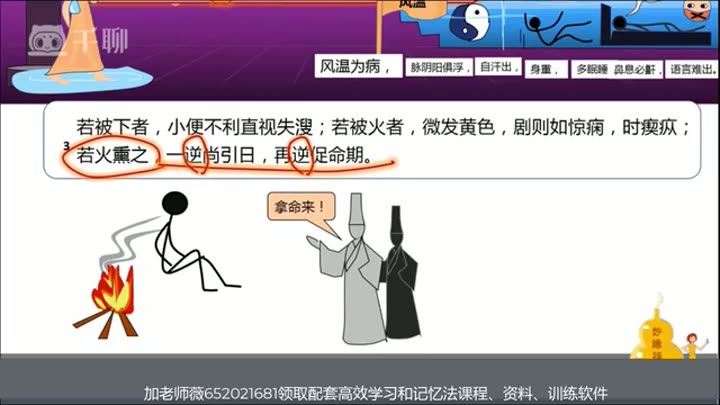 千聊
风温
风温为病，
脉阴阳俱浮，
自汗出，
身重，
多眠睡
鼻息必鼾，
语言难出。
若被下者，小便不利直视失溲；若被火者，微发黄色，剧则如惊痫，时瘈疭；
3
若火熏之，一逆尚引日，再逆促命期。
拿命来！
加老师薇652021681领取配套高效学习和记忆法课程、资料、训练软件